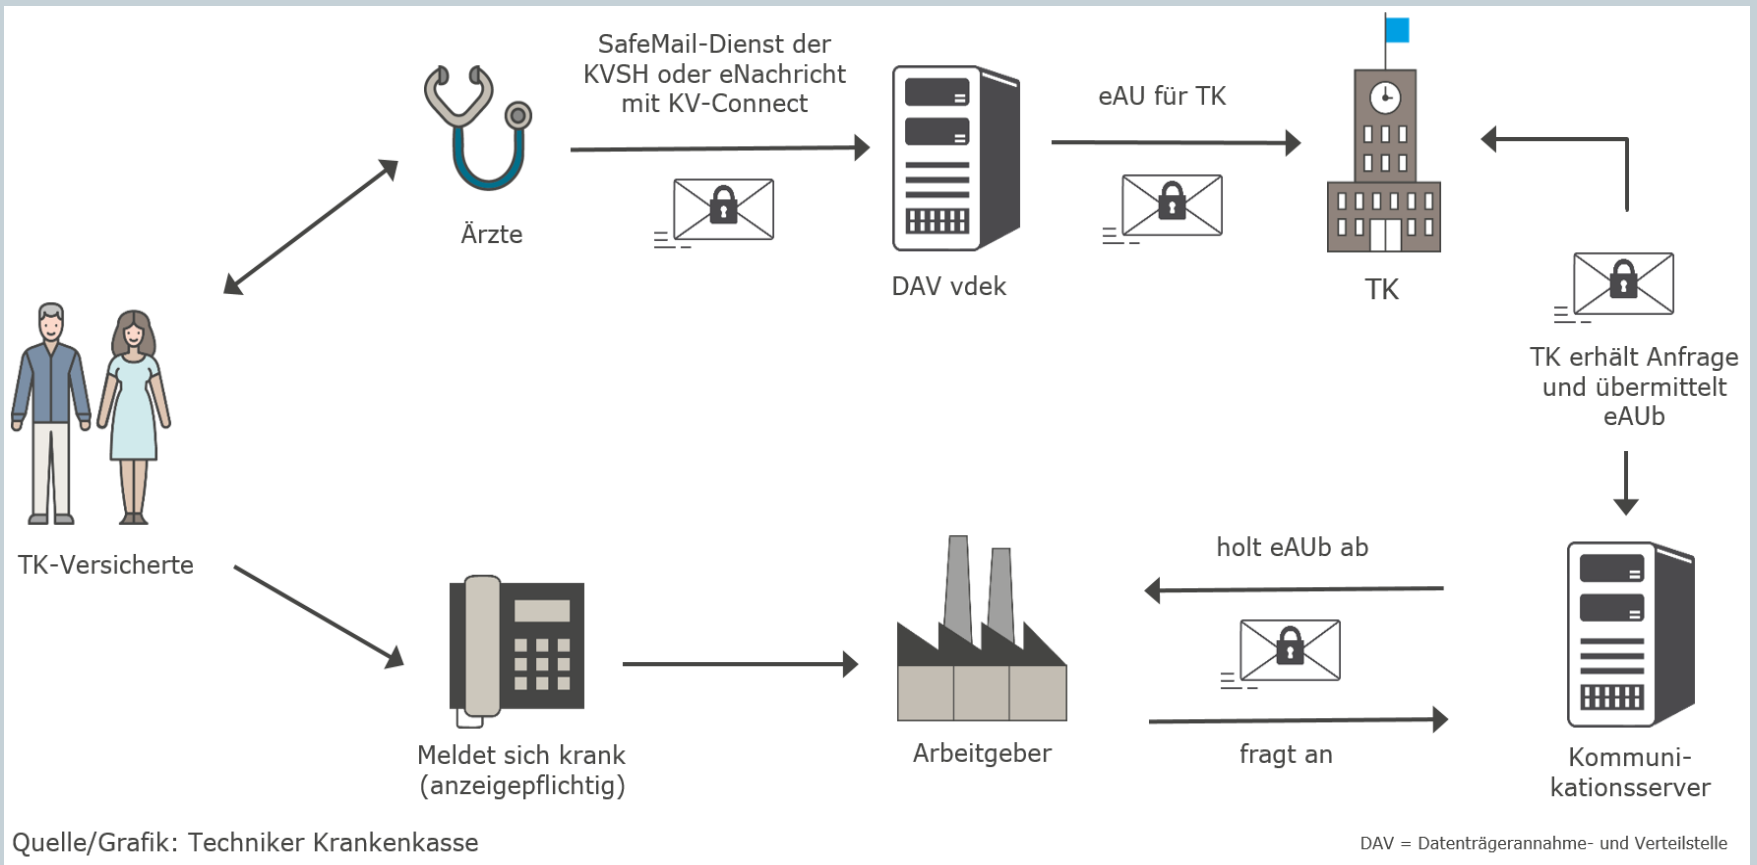 SafeMail-Dienst der
KVSH oder eNachricht
mit KV-Connect
eAU für TK
Ärzte
DAV vdek
TK
TK erhält Anfrage
und übermittelt
eAUb
TK-Versicherte
holt eAUb ab
Meldet sich krank
(anzeigepflichtig)
Arbeitgeber
fragt an
Kommuni-
kationsserver
Quelle/Grafik: Techniker Krankenkasse
DAV = Datenträgerannahme- und Verteilstelle